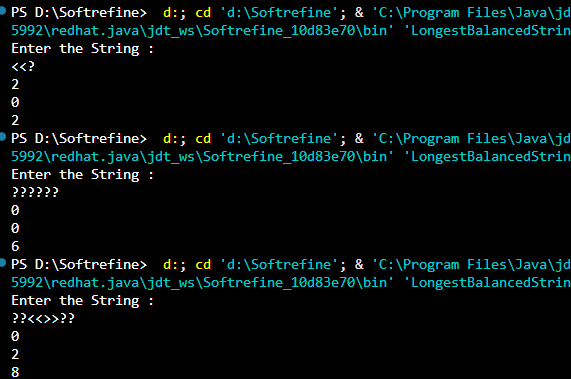 PS D:\Softrefine>  d:; cd 'd:\Softrefine'; & 'C:\Program Files\Java\jd
5992\redhat.java\jdt_ws\Softrefine_10d83e70\bin' 'LongestBalancedStrin
Enter the String :
<<?
2
0
2
PS D:\Softrefine>  d:; cd 'd:\Softrefine'; & 'C:\Program Files\Java\jd
5992\redhat.java\jdt_ws\Softrefine_10d83e70\bin' 'LongestBalancedStrin
Enter the String :
??????
0
0
6
PS D:\Softrefine>  d:; cd 'd:\Softrefine'; & 'C:\Program Files\Java\jd
5992\redhat.java\jdt_ws\Softrefine_10d83e70\bin' 'LongestBalancedStrin
Enter the String :
??<<>>??
0
2
8